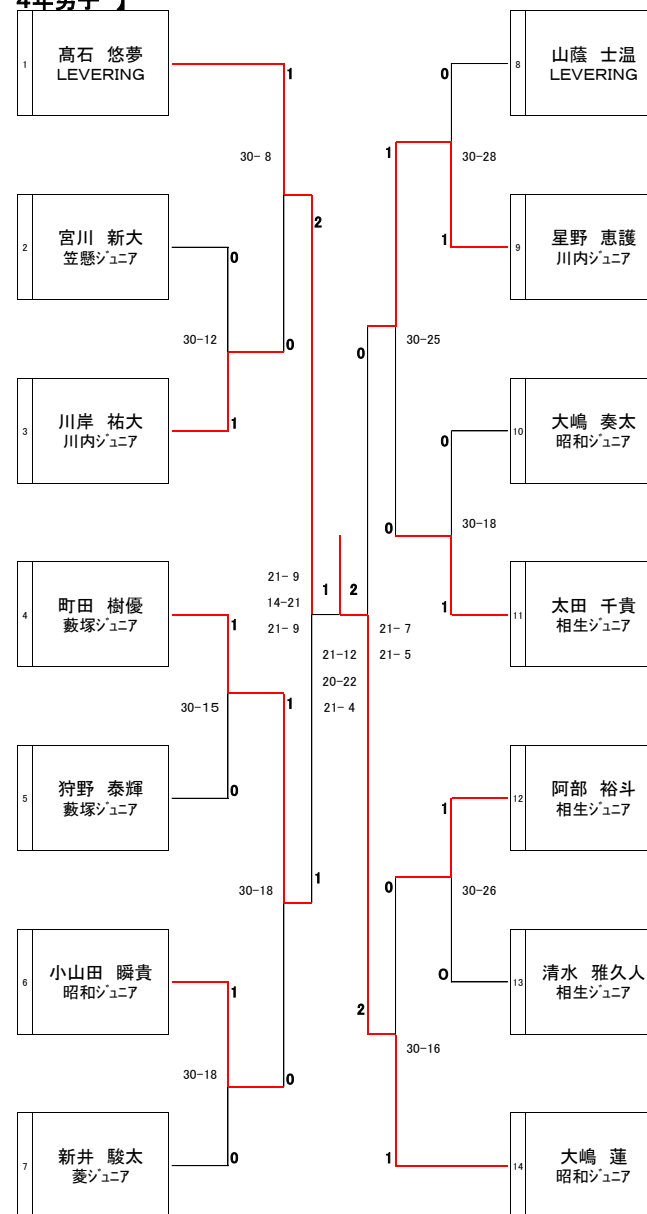 4年男子 】
1
髙石 悠夢
LEVERING
1
30- 8
2
2
宮川 新大
笠懸ジュニア
0
30-12
0
3
川岸 祐大
川内ジュニア
1
4
町田 樹優
藪塚ジュニア
1
30-15
1
5
狩野 泰輝
藪塚ジュニア
0
30-18
1
6
小山田 瞬貴
昭和ジュニア
1
30-18
0
7
新井 駿太
菱ジュニア
0
21- 9
14-21
21- 9
1
2
21-12
20-22
21- 4
21- 7
21- 5
8
山蔭 士温
LEVERING
0
1
30-28
9
星野 恵護
川内ジュニア
1
0
30-25
10
大嶋 奏太
昭和ジュニア
0
0
30-18
11
太田 千貴
相生ジュニア
1
12
阿部 裕斗
相生ジュニア
1
0
30-26
13
清水 雅久人
相生ジュニア
0
2
30-16
14
大嶋 蓮
昭和ジュニア
1